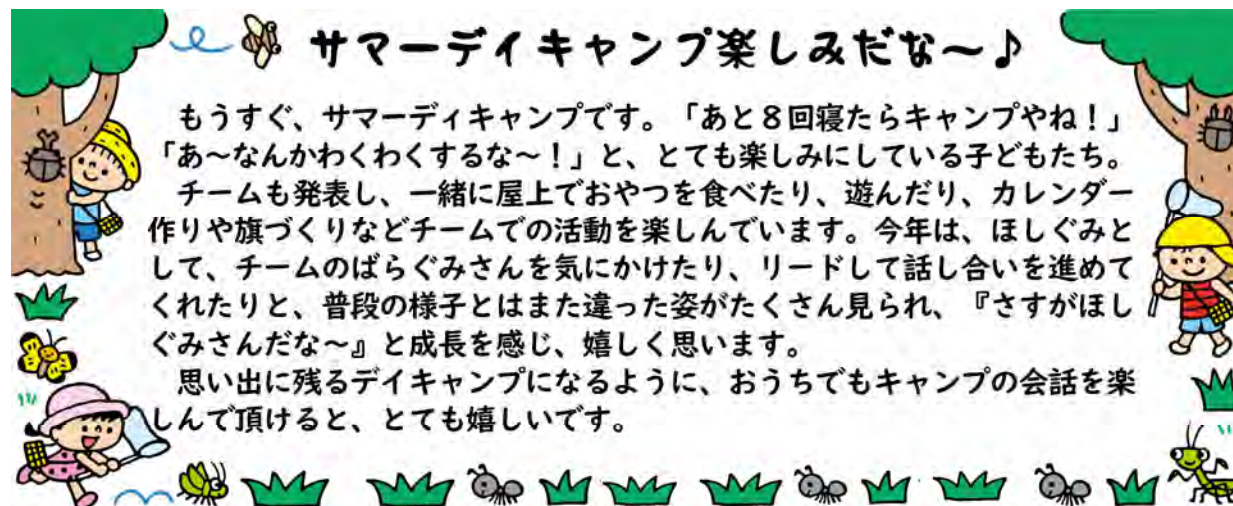 サマーデイキャンプ楽しみだな～♪
もうすぐ、サマーディキャンプです。「あと８回寝たらキャンプやね！」
「あ～なんかわくわくするな～！」と、とても楽しみにしている子どもたち。
チームも発表し、一緒に屋上でおやつを食べたり、遊んだり、カレンダー
作りや旗づくりなどチームでの活動を楽しんでいます。今年は、ほしぐみと
して、チームのばらぐみさんを気にかけたり、リードして話し合いを進めて
くれたりと、普段の様子とはまた違った姿がたくさん見られ、『さすがほし
ぐみさんだな～』と成長を感じ、嬉しく思います。
思い出に残るデイキャンプになるように、おうちでもキャンプの会話を楽
しんで頂けると、とても嬉しいです。